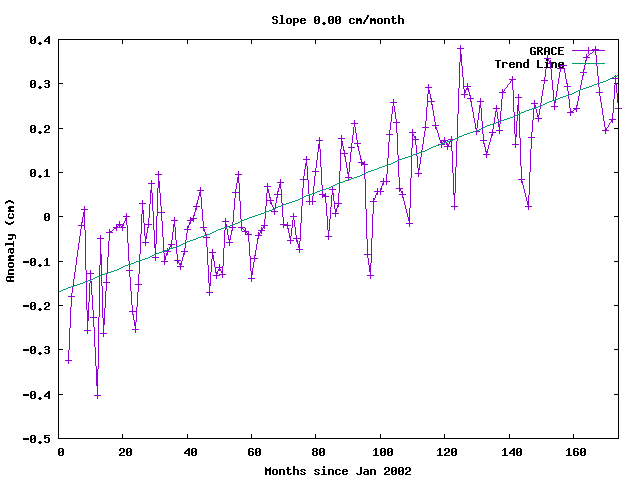 Slope 0.00 cm/month
GRACE
Trend Line
0.4
0.3
0.2
0.1
0
-0.1
-0.2
-0.3
-0.4
-0.5
Anomaly (cm)
0 20 40 60 80 100 120 140 160
Months since Jan 2002